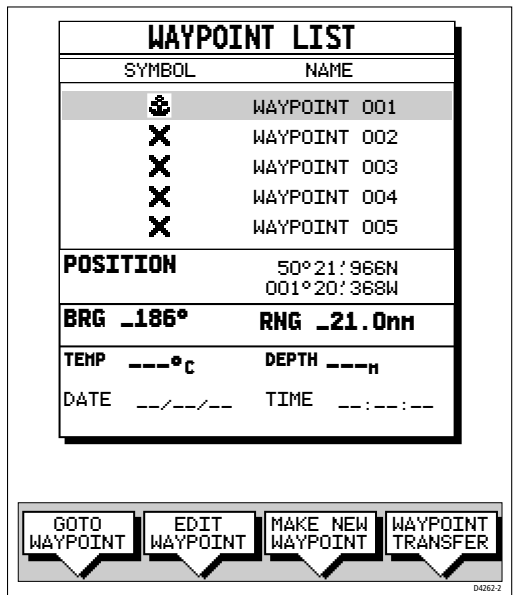 WAYPOINT LIST
SYMBOL NAME
WAYPOINT 001
WAYPOINT 002
WAYPOINT 003
WAYPOINT 004
WAYPOINT 005
POSITION 50°21.'966N
001°20.'368W
BRG _186° RNG _21.0nm
TEMP ___°C DEPTH ___M
DATE __/__/__ TIME __:__:__
GOTO WAYPOINT
EDIT WAYPOINT
MAKE NEW WAYPOINT
WAYPOINT TRANSFER
D4262-2